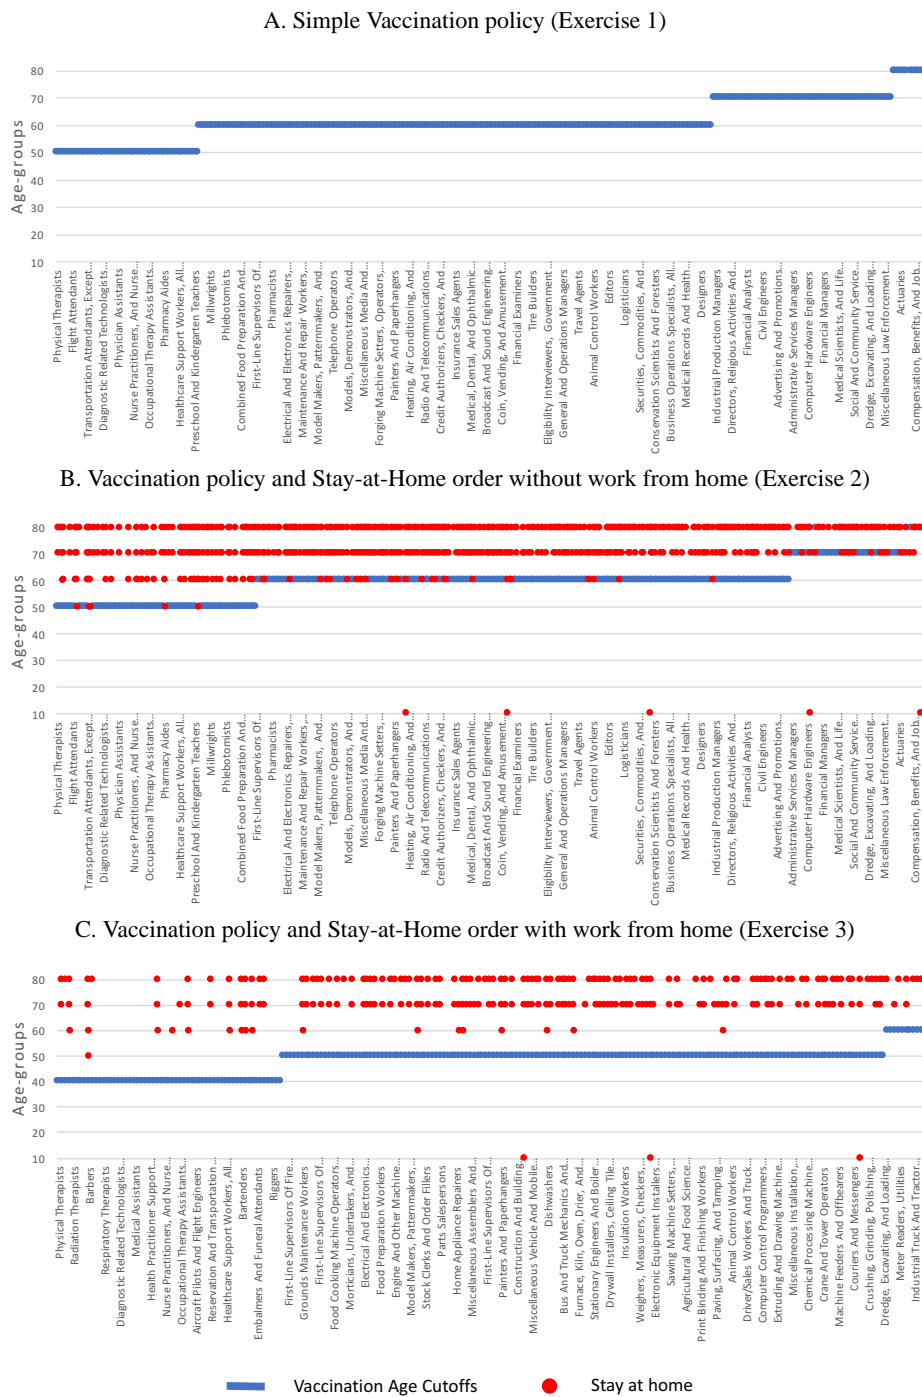 A. Simple Vaccination policy (Exercise 1)
80
70
60
50
40
30
20
10
Age-groups
Physical Therapists
Flight Attendants
Transportation Attendants, Except...
Diagnostic Related Technologists...
Physician Assistants
Nurse Practitioners, And Nurse...
Occupational Therapy Assistants...
Pharmacy Aides
Healthcare Support Workers, All...
Preschool And Kindergarten Teachers
Millwrights
Phlebotomists
Combined Food Preparation And...
First-Line Supervisors Of...
Pharmacists
Electrical And Electronics Repairers,...
Maintenance And Repair Workers,...
Model Makers, Patternmakers, And...
Telephone Operators
Models, Demonstrators, And...
Miscellaneous Media And...
Forging Machine Setters, Operators,...
Painters And Paperhangers
Heating, Air Conditioning, And...
Radio And Telecommunications...
Credit Authorizers, Checkers, And...
Insurance Sales Agents
Medical, Dental, And Ophthalmic...
Broadcast And Sound Engineering...
Coin, Vending, And Amusement...
Financial Examiners
Tire Builders
Eligibility Interviewers, Government...
General And Operations Managers
Travel Agents
Animal Control Workers
Editors
Logisticians
Securities, Commodities, And...
Conservation Scientists And Foresters
Business Operations Specialists, All...
Medical Records And Health...
Designers
Industrial Production Managers
Directors, Religious Activities And...
Financial Analysts
Civil Engineers
Advertising And Promotions...
Administrative Services Managers
Computer Hardware Engineers
Financial Managers
Medical Scientists, And Life...
Social And Community Service...
Dredge, Excavating, And Loading...
Miscellaneous Law Enforcement...
Actuaries
Compensation, Benefits, And Job...
B. Vaccination policy and Stay-at-Home order without work from home (Exercise 2)
80
70
60
50
40
30
20
10
Age-groups
Physical Therapists
Flight Attendants
Transportation Attendants, Except...
Diagnostic Related Technologists...
Physician Assistants
Nurse Practitioners, And Nurse...
Occupational Therapy Assistants...
Pharmacy Aides
Healthcare Support Workers, All...
Preschool And Kindergarten Teachers
Millwrights
Phlebotomists
Combined Food Preparation And...
First-Line Supervisors Of...
Pharmacists
Electrical And Electronics Repairers,...
Maintenance And Repair Workers,...
Model Makers, Patternmakers, And...
Telephone Operators
Models, Demonstrators, And...
Miscellaneous Media And...
Forging Machine Setters, Operators,...
Painters And Paperhangers
Heating, Air Conditioning, And...
Radio And Telecommunications...
Credit Authorizers, Checkers, And...
Insurance Sales Agents
Medical, Dental, And Ophthalmic...
Broadcast And Sound Engineering...
Coin, Vending, And Amusement...
Financial Examiners
Tire Builders
Eligibility Interviewers, Government...
General And Operations Managers
Travel Agents
Animal Control Workers
Editors
Logisticians
Securities, Commodities, And...
Conservation Scientists And Foresters
Business Operations Specialists, All...
Medical Records And Health...
Designers
Industrial Production Managers
Directors, Religious Activities And...
Financial Analysts
Civil Engineers
Advertising And Promotions...
Administrative Services Managers
Computer Hardware Engineers
Financial Managers
Medical Scientists, And Life...
Social And Community Service...
Dredge, Excavating, And Loading...
Miscellaneous Law Enforcement...
Actuaries
Compensation, Benefits, And Job...
C. Vaccination policy and Stay-at-Home order with work from home (Exercise 3)
80
70
60
50
40
30
20
10
Age-groups
Physical Therapists
Radiation Therapists
Barbers
Respiratory Therapists
Diagnostic Related Technologists...
Medical Assistants
Health Practitioner Support...
Nurse Practitioners, And Nurse...
Occupational Therapy Assistants...
Aircraft Pilots And Flight Engineers
Reservation And Transportation...
Healthcare Support Workers, All...
Bartenders
Embalmers And Funeral Attendants
Riggers
First-Line Supervisors Of Fire...
Grounds Maintenance Workers
First-Line Supervisors Of...
Food Cooking Machine Operators...
Morticians, Undertakers, And...
Electrical And Electronics...
Food Preparation Workers
Engine And Other Machine...
Model Makers, Patternmakers,...
Stock Clerks And Order Fillers
Parts Salespersons
Home Appliance Repairers
Miscellaneous Assemblers And...
First-Line Supervisors Of...
Painters And Paperhangers
Construction And Building...
Miscellaneous Vehicle And Mobile...
Dishwashers
Bus And Truck Mechanics And...
Furnace, Kiln, Oven, Drier, And...
Stationary Engineers And Boiler...
Drywall Installers, Ceiling Tile...
Insulation Workers
Weighers, Measurers, Checkers,...
Electronic Equipment Installers...
Sawing Machine Setters,...
Agricultural And Food Science...
Print Binding And Finishing Workers
Paving, Surfacing, And Tamping...
Animal Control Workers
Driver/Sales Workers And Truck...
Computer Control Programmers...
Extruding And Drawing Machine...
Miscellaneous Installation,...
Chemical Processing Machine...
Crane And Tower Operators
Machine Feeders And Offbearers
Couriers And Messengers
Crushing, Grinding, Polishing,...
Dredge, Excavating, And Loading...
Meter Readers, Utilities
Industrial Truck And Tractor...
Vaccination Age Cutoffs
Stay at home